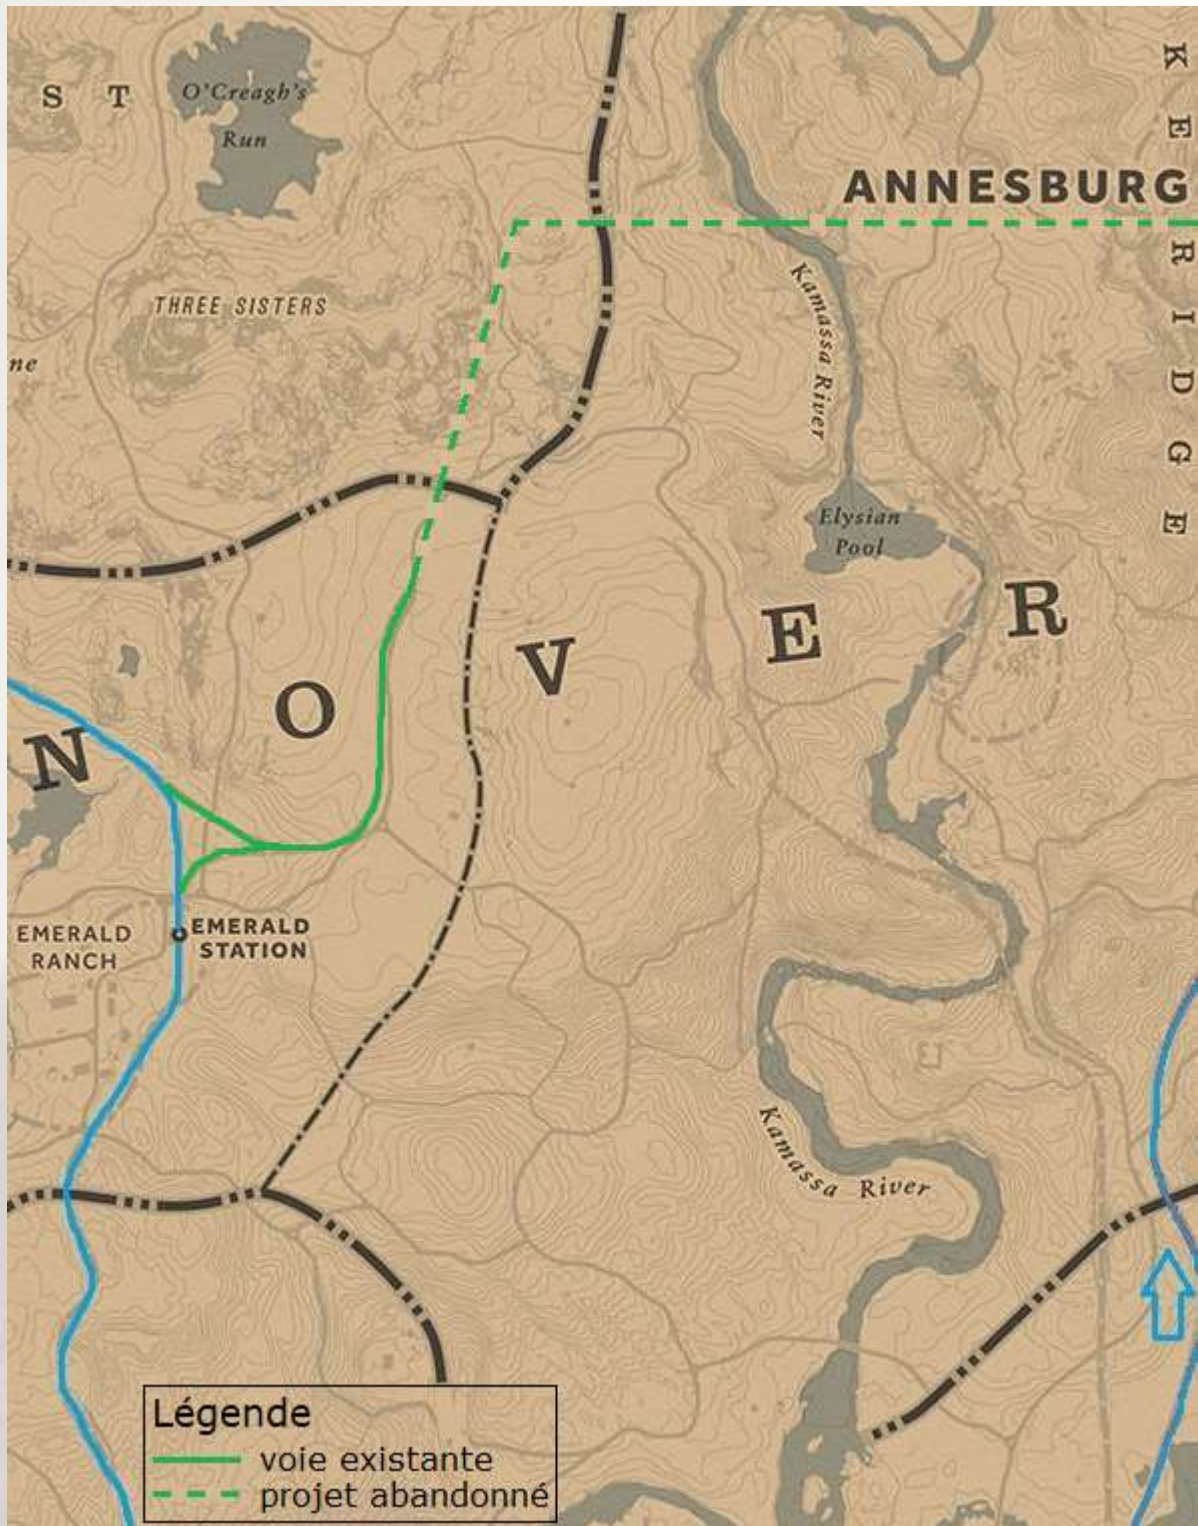 S T
O'Creagh's
Run
ANNESBURG
KERIDGE
THREE SISTERS
Kamassa River
ne
Elysian
Pool
N O V E R
EMERALD
RANCH
EMERALD
STATION
Kamassa River
Légende
voie existante
projet abandonné